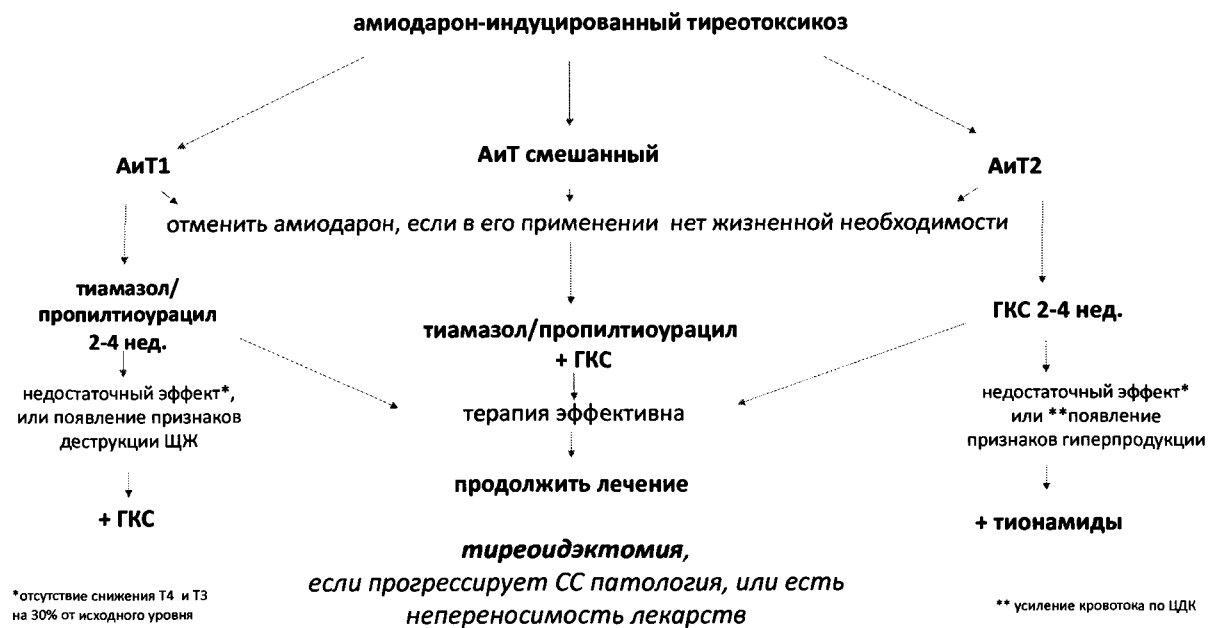 амиодарон-индуцированный тиреотоксикоз
АиТ1
АиТ смешанный
АиТ2
отменить амиодарон, если в его применении нет жизненной необходимости
тиамазол/
пропилтиоурацил
2-4 нед.
тиамазол/пропилтиоурацил
+ ГКС
ГКС 2-4 нед.
недостаточный эффект*,
или появление признаков
деструкции ЩЖ
терапия эффективна
недостаточный эффект*
или **появление
признаков гиперпродукции
+ ГКС
продолжить лечение
+ тионамиды
тиреоидэктомия,
если прогрессирует СС патология, или есть
непереносимость лекарств
*отсутствие снижения Т4 и Т3
на 30% от исходного уровня
** усиление кровотока по ЦДК